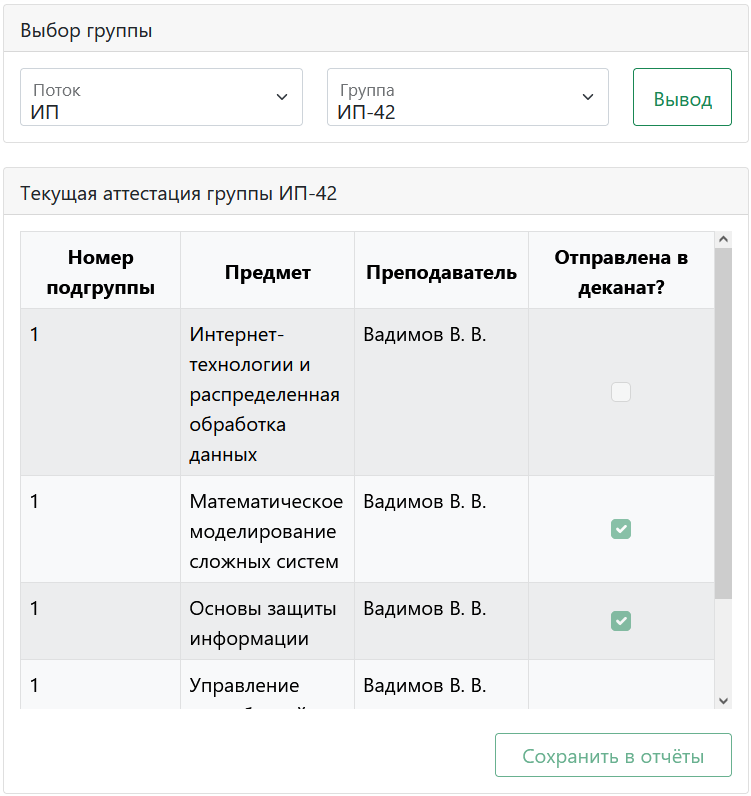 Выбор группы
Поток
ИП
Группа
ИП-42
Вывод
Текущая аттестация группы ИП-42
Номер
подгруппы
Предмет
Преподаватель
Отправлена в
деканат?
1
Интернет-
технологии и
распределенная
обработка
данных
Вадимов В. В.
1
Математическое
моделирование
сложных систем
Вадимов В. В.
1
Основы защиты
информации
Вадимов В. В.
1
Управление
Вадимов В. В.
Сохранить в отчёты